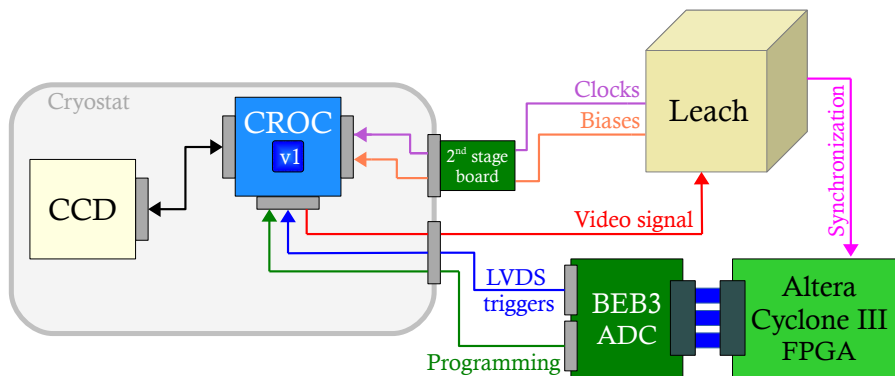 Cryostat
CROC
v1
CCD
Clocks
Biases
2nd stage
board
Leach
Synchronization
Video signal
LVDS
triggers
Programming
BEB3
ADC
Altera
Cyclone III
FPGA